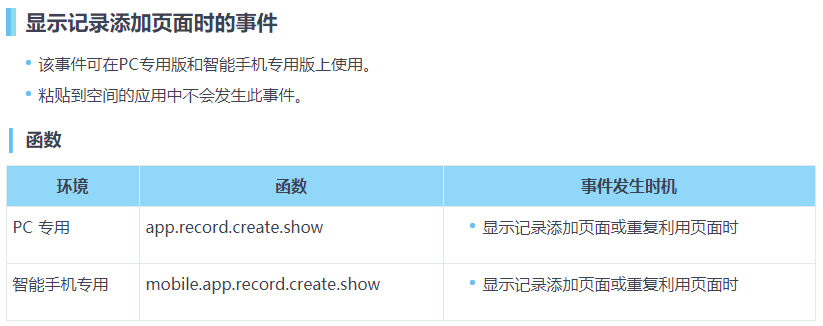 显示记录添加页面时的事件
该事件可在PC专用版和智能手机专用版上使用。
粘贴到空间的应用中不会发生此事件。
函数
环境 函数 事件发生时机
PC 专用 app.record.create.show 显示记录添加页面或重复利用页面时
智能手机专用 mobile.app.record.create.show 显示记录添加页面或重复利用页面时